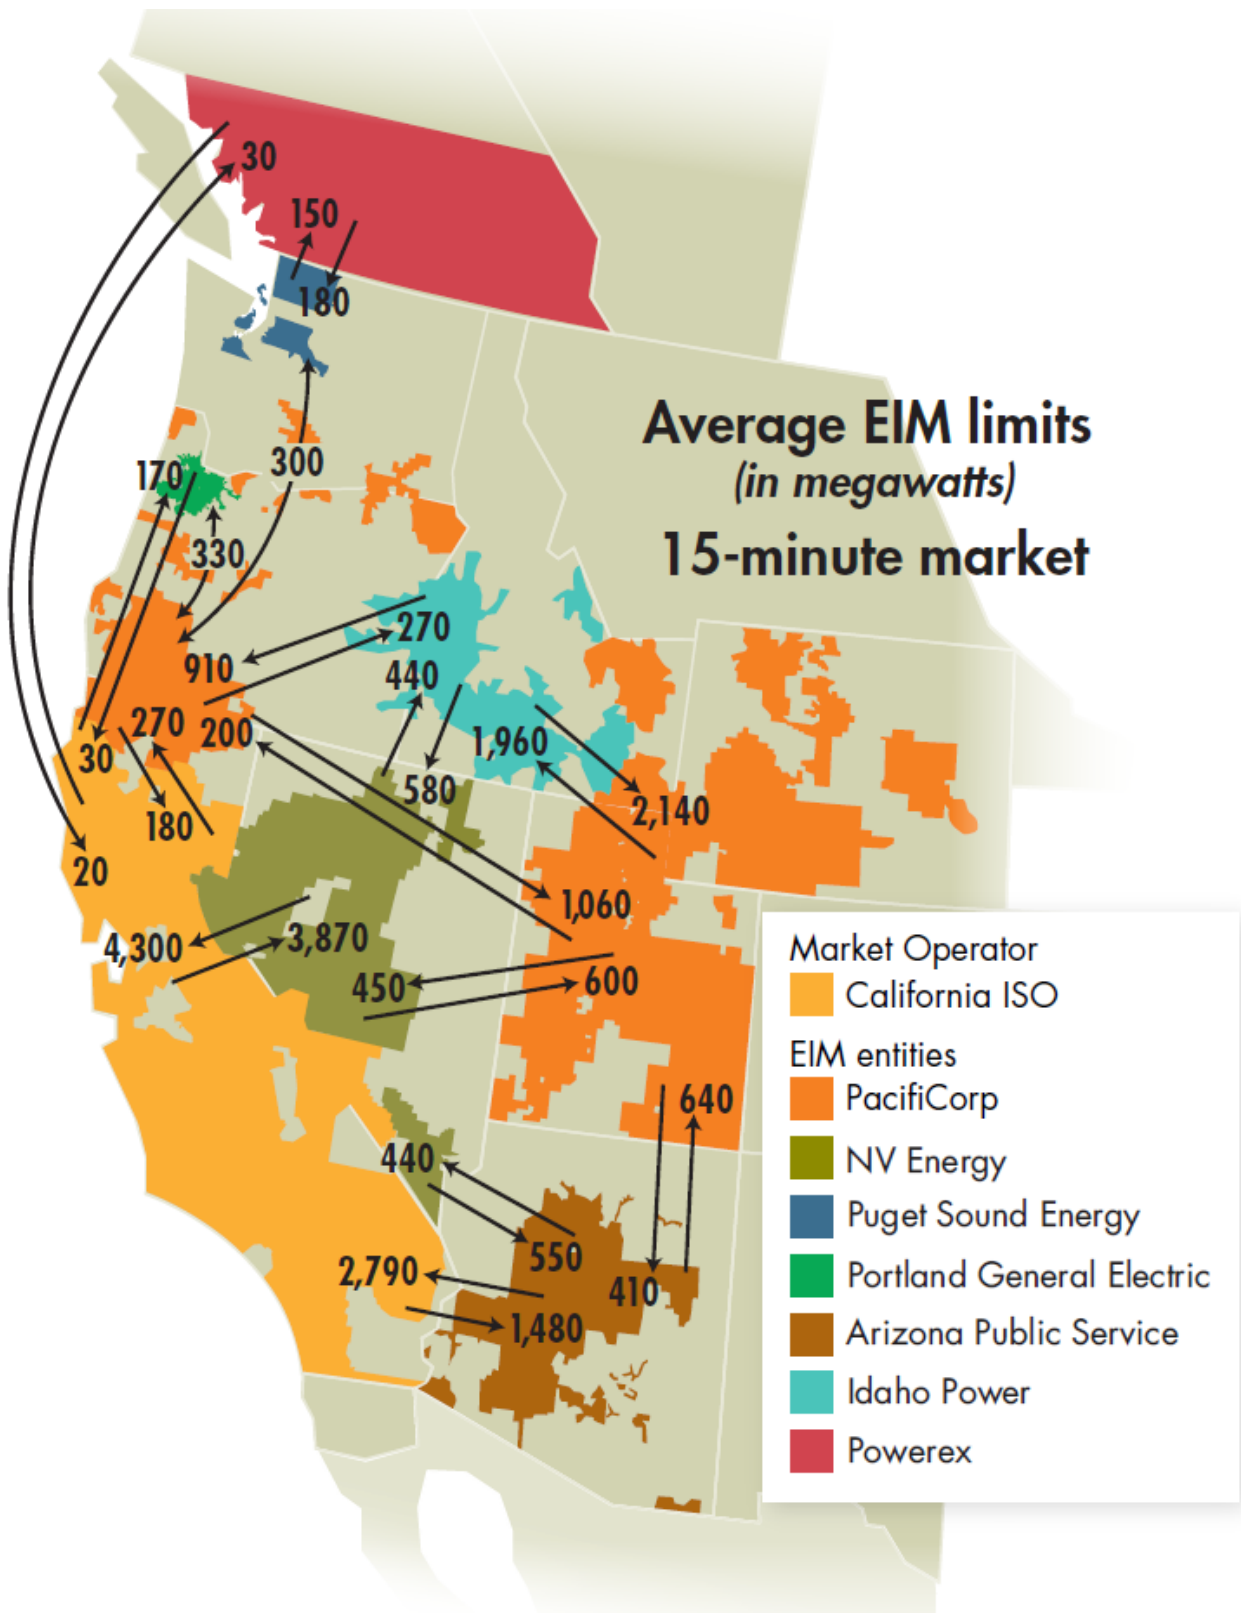 30
150
180
Average EIM limits
(in megawatts)
15-minute market
300
170
330
270
910
440
270
200
1,960
30
580
2,140
180
20
1,060
4,300
3,870
450
600
640
440
550
2,790
410
1,480
Market Operator
California ISO
EIM entities
PacifiCorp
NV Energy
Puget Sound Energy
Portland General Electric
Arizona Public Service
Idaho Power
Powerex